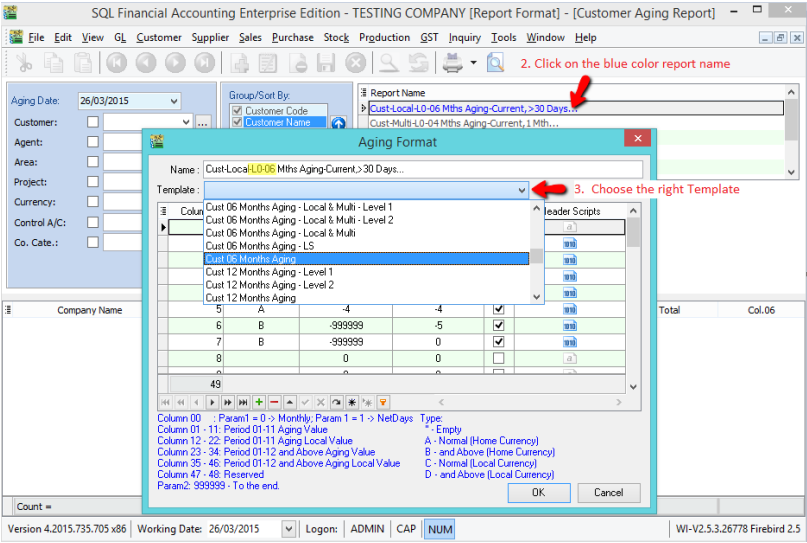 SQL Financial Accounting Enterprise Edition - TESTING COMPANY [Report Format] - [Customer Aging Report]
File Edit View GL Customer Supplier Sales Purchase Stock Production GST Inquiry Tools Window Help
2. Click on the blue color report name
Aging Date: 26/03/2015
Group/Sort By:
Report Name
Customer Code
Cust-Local-L0-06 Mths Aging-Current,>30 Days...
Customer:
...
Customer Name
Cust-Multi-L0-04 Mths Aging-Current,1 Mth...
Agent:
Aging Format
Area:
Name : Cust-Local-L0-06 Mths Aging-Current,>30 Days...
Project:
Template :
3. Choose the right Template
Currency:
Colum
Cust 06 Months Aging - Local & Multi - Level 1
Header Scripts
Control A/C:
Cust 06 Months Aging - Local & Multi - Level 2
Cust 06 Months Aging - Local & Multi
Co. Cate.:
Cust 06 Months Aging - LS
Cust 06 Months Aging
Cust 12 Months Aging - Level 1
Cust 12 Months Aging - Level 2
Cust 12 Months Aging
Company Name
5 A -4 -4
Total Col.06
6 B -999999 -5
7 B -999999 0
8 0 0
49
Column 00 : Param1 = 0 -> Monthly; Param 1 = 1 -> NetDays Type:
Column 01 - 11: Period 01-11 Aging Value * - Empty
Column 12 - 22: Period 01-11 Aging Local Value A - Normal (Home Currency)
Column 23 - 34: Period 01-12 and Above Aging Value B - and Above (Home Currency)
Column 35 - 46: Period 01-12 and Above Aging Local Value C - Normal (Local Currency)
Column 47 - 48: Reserved D - and Above (Local Currency)
Param2: 999999 - To the end.
OK Cancel
Count =
Version 4.2015.735.705 x86 Working Date: 26/03/2015 Logon: ADMIN CAP NUM WI-V2.5.3.26778 Firebird 2.5